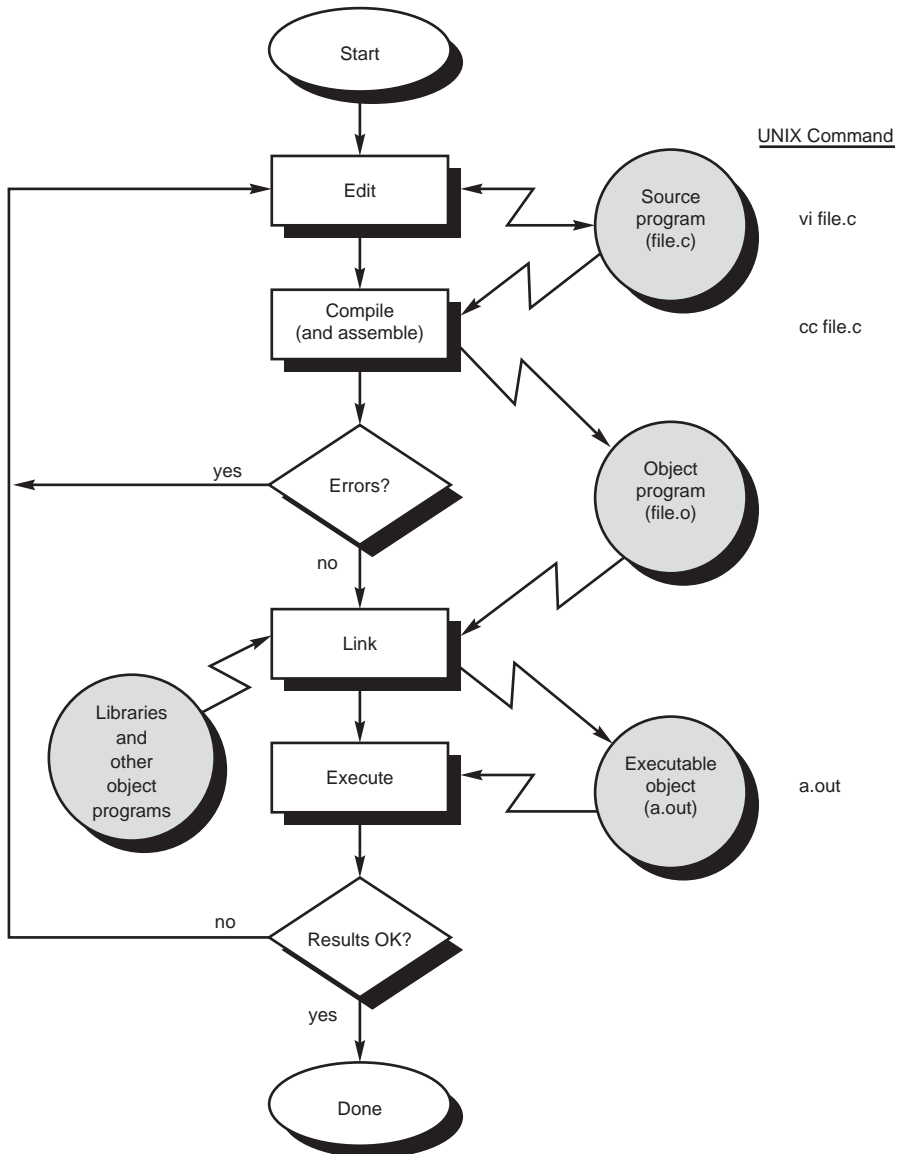 Start
UNIX Command
Edit
Source
program
(file.c)
vi file.c
Compile
(and assemble)
cc file.c
yes
Errors?
Object
program
(file.o)
no
Link
Libraries
and
other
object
programs
Execute
Executable
object
(a.out)
a.out
no
Results OK?
yes
Done